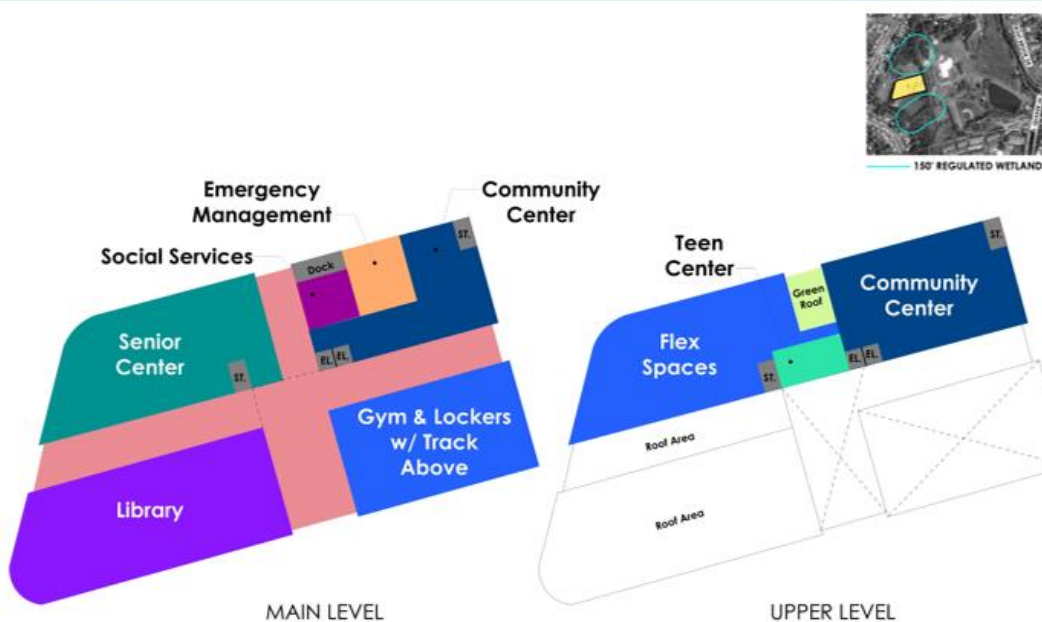 150' REGULATED WETLAND
Emergency
Management
Community
Center
Social Services
Dock
ST.
Senior
Center
EL.
EL.
ST.
Gym & Lockers
w/ Track
Above
Library
MAIN LEVEL
Teen
Center
ST.
Green
Roof
Community
Center
Flex
Spaces
EL.
EL.
ST.
Roof Area
Roof Area
UPPER LEVEL